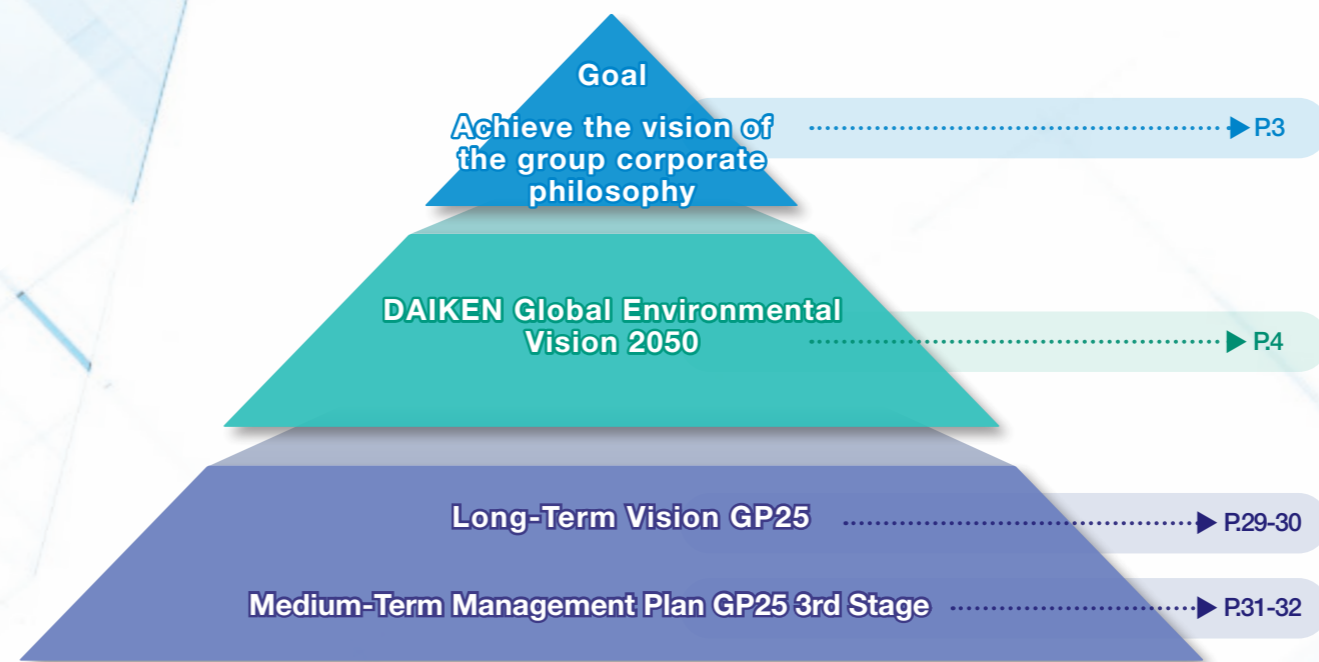 Goal
Achieve the vision of
the group corporate
philosophy
P.3
DAIKEN Global Environmental
Vision 2050
P.4
Long-Term Vision GP25
P.29-30
Medium-Term Management Plan GP25 3rd Stage
P.31-32